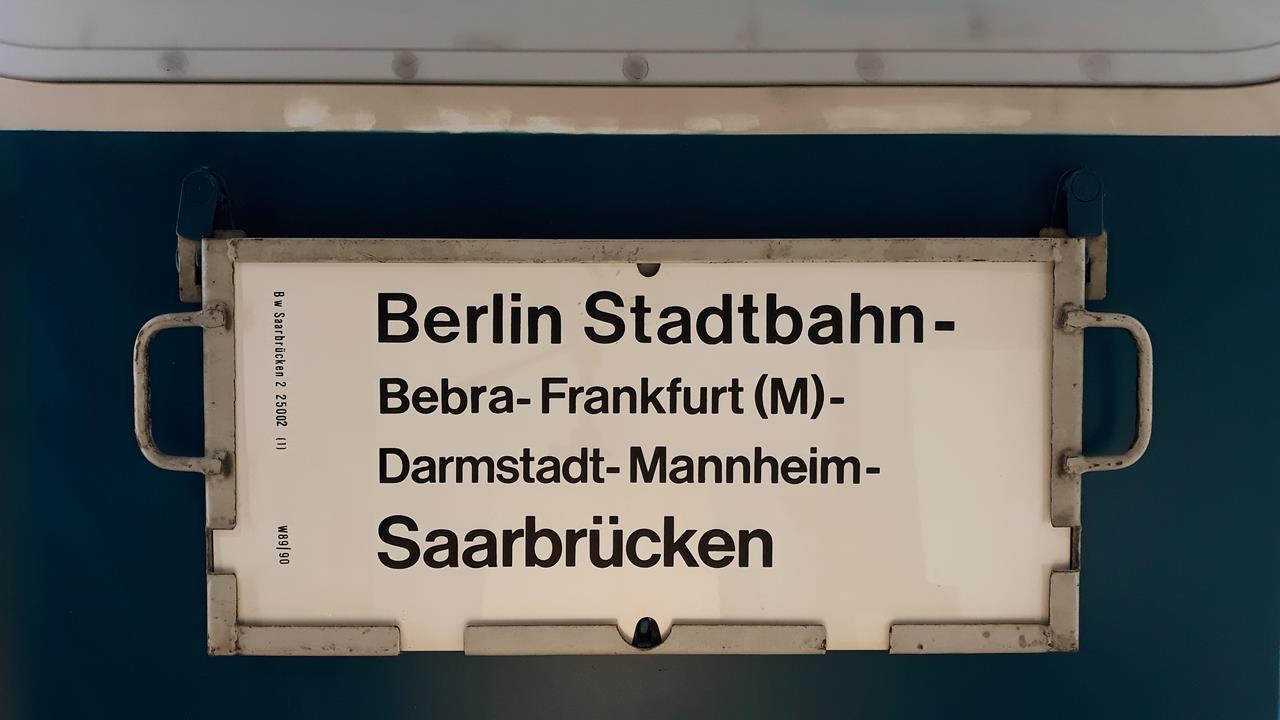 Berlin Stadtbahn-
Bebra- Frankfurt (M)-
Darmstadt- Mannheim-
Saarbrücken
Bw Saarbrücken 2 25002 (1)
W89/90